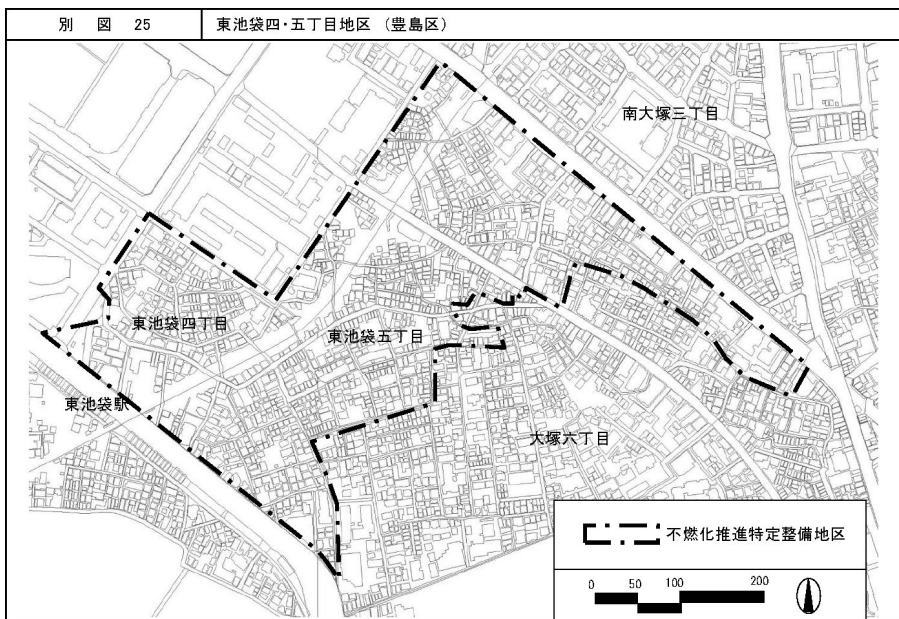 別 図 25
東池袋四・五丁目地区 (豊島区)
南大塚三丁目
東池袋四丁目
東池袋五丁目
東池袋駅
大塚六丁目
不燃化推進特定整備地区
0 50 100 200